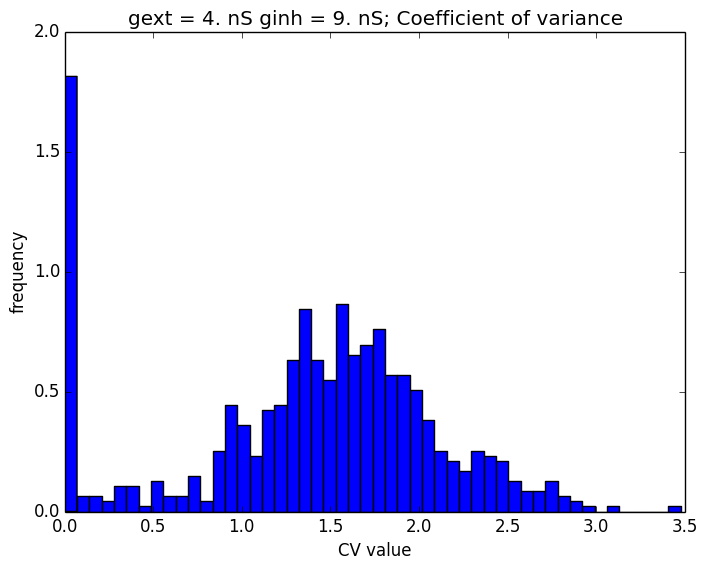 gext = 4. nS ginh = 9. nS; Coefficient of variance
2.0
1.5
1.0
0.5
0.0
frequency
0.0 0.5 1.0 1.5 2.0 2.5 3.0 3.5
CV value